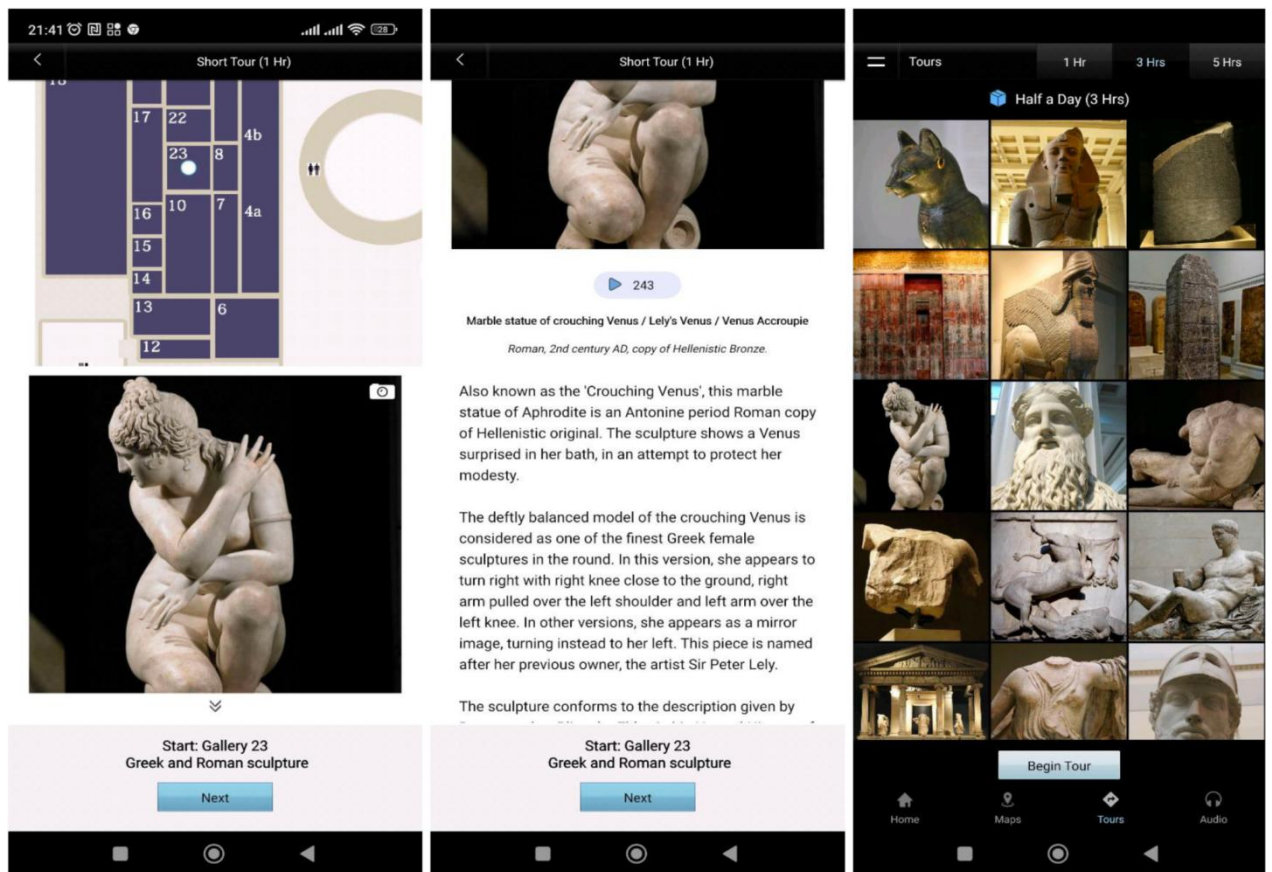 21:41
28
Short Tour (1 Hr)
17
22
4b
23
8
10
7
4a
16
15
14
13
6
12
Start: Gallery 23
Greek and Roman sculpture
Next
Short Tour (1 Hr)
243
Marble statue of crouching Venus / Lely's Venus / Venus Accroupie
Roman, 2nd century AD, copy of Hellenistic Bronze.
Also known as the 'Crouching Venus', this marble
statue of Aphrodite is an Antonine period Roman copy
of Hellenistic original. The sculpture shows a Venus
surprised in her bath, in an attempt to protect her
modesty.
The deftly balanced model of the crouching Venus is
considered as one of the finest Greek female
sculptures in the round. In this version, she appears to
turn right with right knee close to the ground, right
arm pulled over the left shoulder and left arm over the
left knee. In other versions, she appears as a mirror
image, turning instead to her left. This piece is named
after her previous owner, the artist Sir Peter Lely.
The sculpture conforms to the description given by
Start: Gallery 23
Greek and Roman sculpture
Next
Tours
1 Hr
3 Hrs
5 Hrs
Half a Day (3 Hrs)
Begin Tour
Home
Maps
Tours
Audio